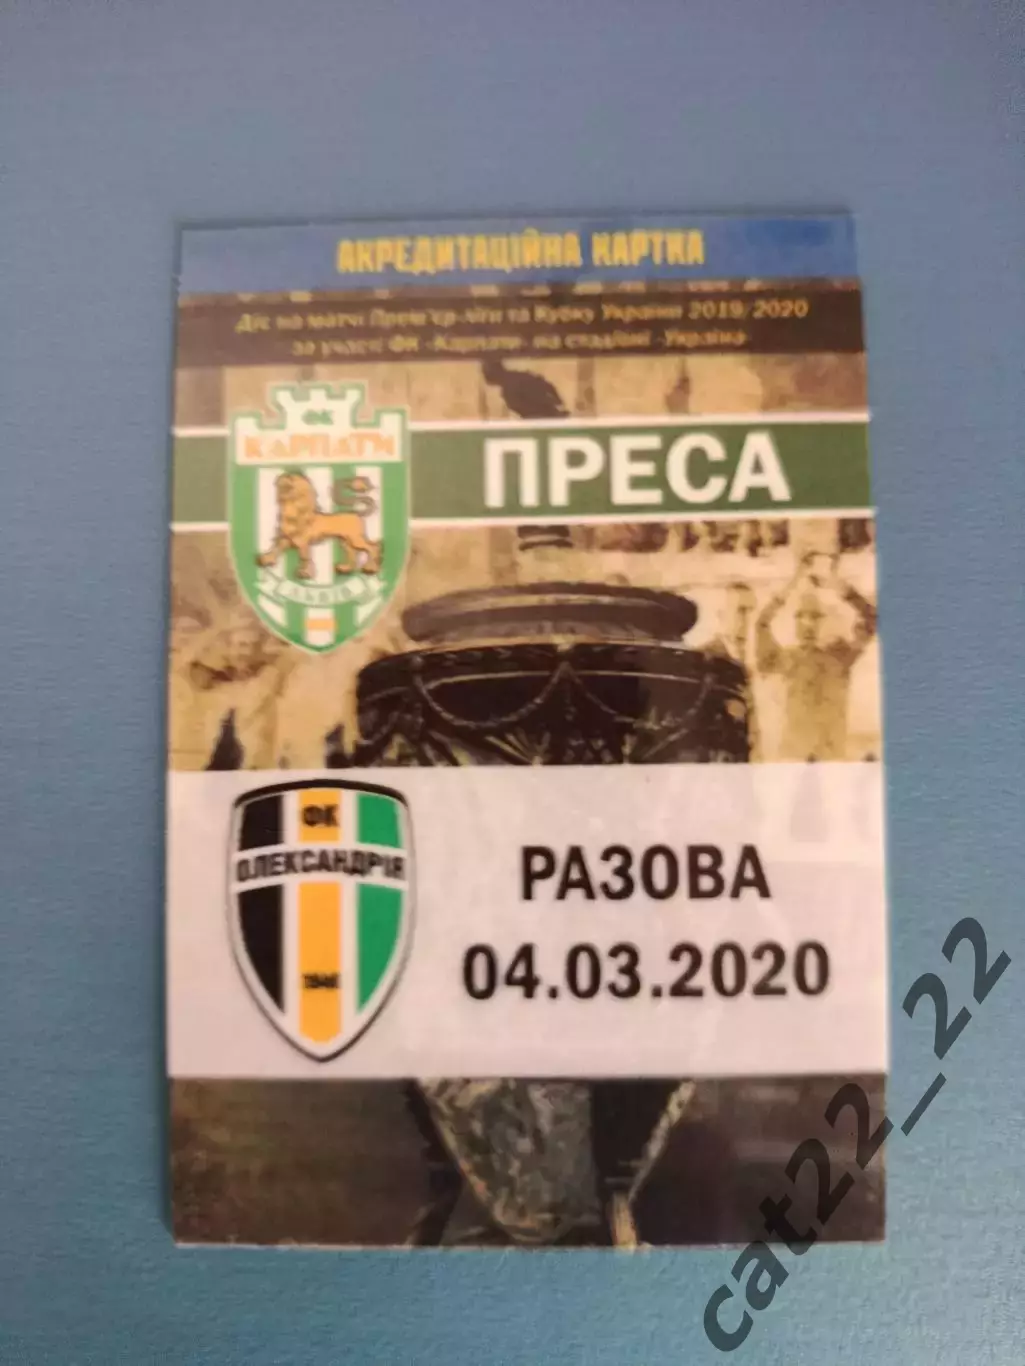 АКРЕДИТАЦІЙНА КАРТКА
Діє на матчі Прем'єр-ліги та Кубку України 2019/2020
за участі ФК «Карпати» на стадіоні «Україна»
ФК
КАРПАТИ
ЛЬВІВ
ПРЕСА
ФК
ОЛЕКСАНДРІЯ
1948
РАЗОВА
04.03.2020
cat22_22